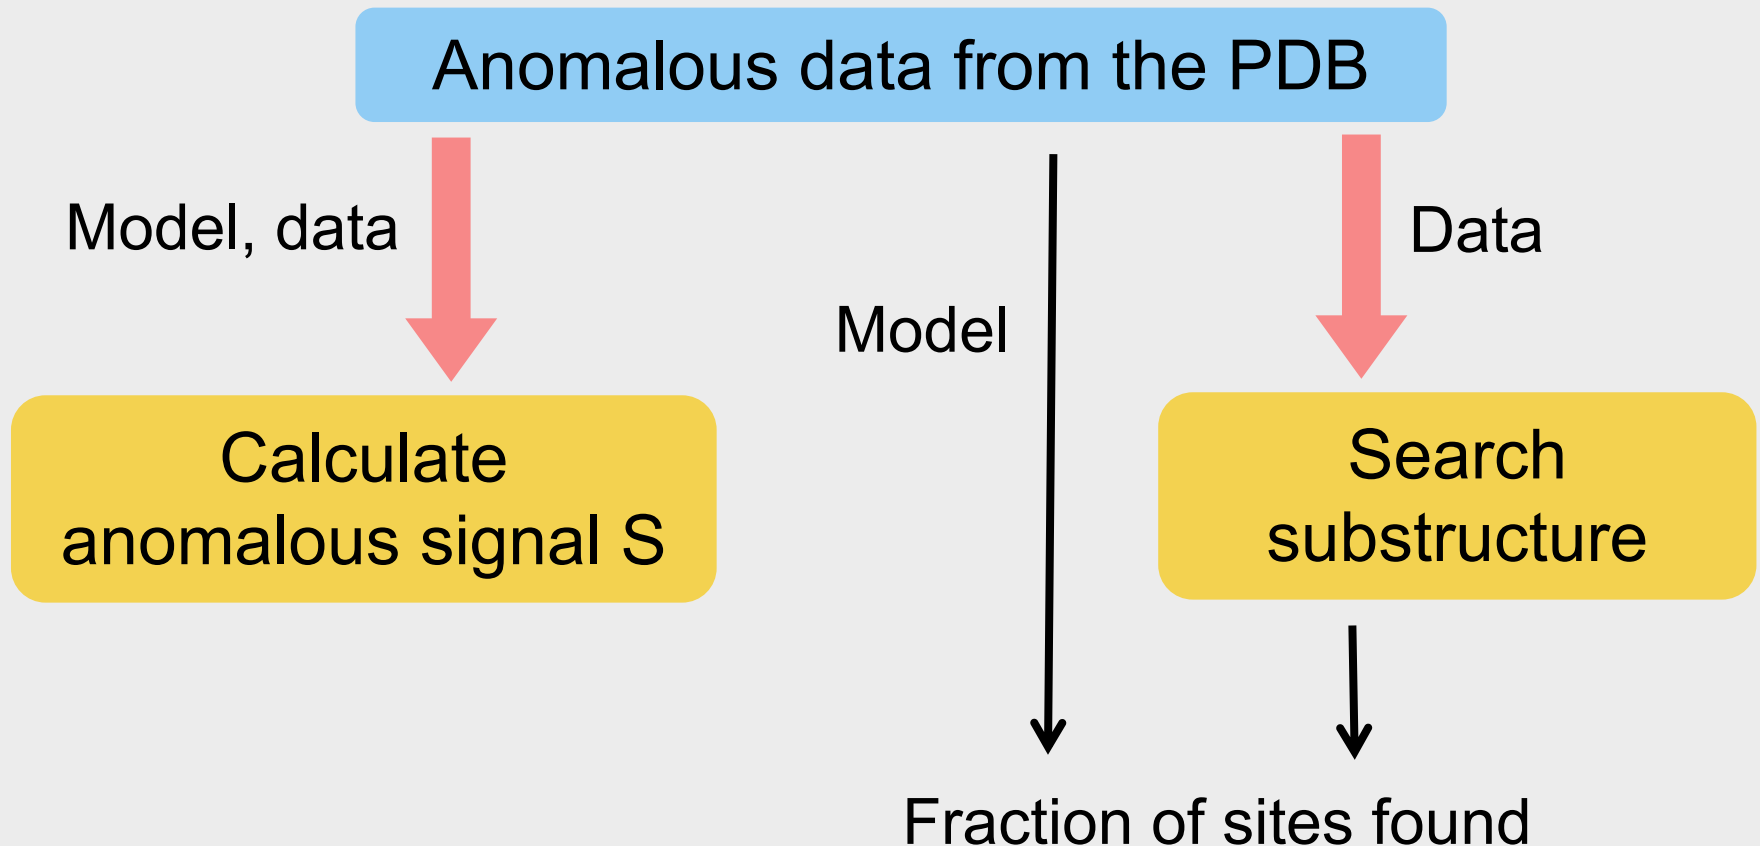 Anomalous data from the PDB
Model, data
Data
Model
Calculate
anomalous signal S
Search
substructure
Fraction of sites found